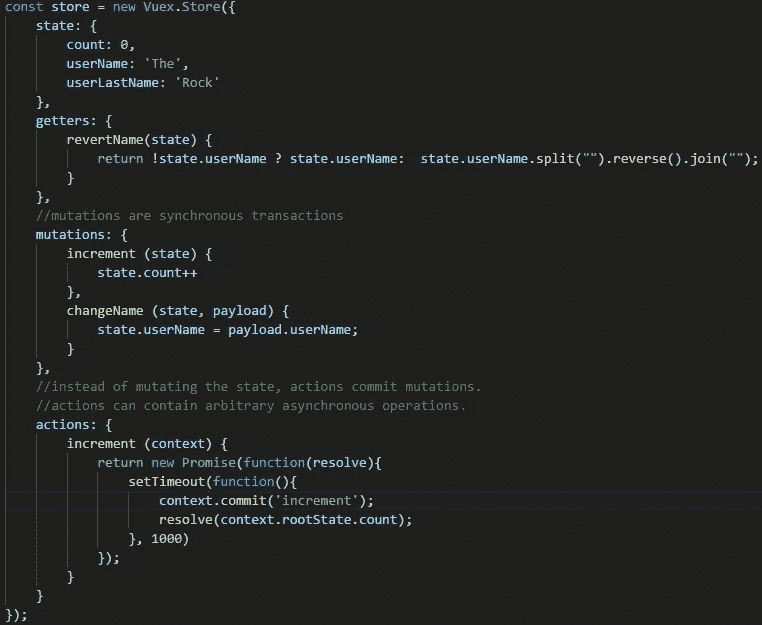 const store = new Vuex.Store({
    state: {
        count: 0,
        userName: 'The',
        userLastName: 'Rock'
    },
    getters: {
        revertName(state) {
            return !state.userName ? state.userName:  state.userName.split("").reverse().join("");
        }
    },
    //mutations are synchronous transactions
    mutations: {
        increment (state) {
            state.count++
        },
        changeName (state, payload) {
            state.userName = payload.userName;
        }
    },
    //instead of mutating the state, actions commit mutations.
    //actions can contain arbitrary asynchronous operations.
    actions: {
        increment (context) {
            return new Promise(function(resolve){
                setTimeout(function(){
                    context.commit('increment');
                    resolve(context.rootState.count);
                }, 1000)
            });
        }
    }
});